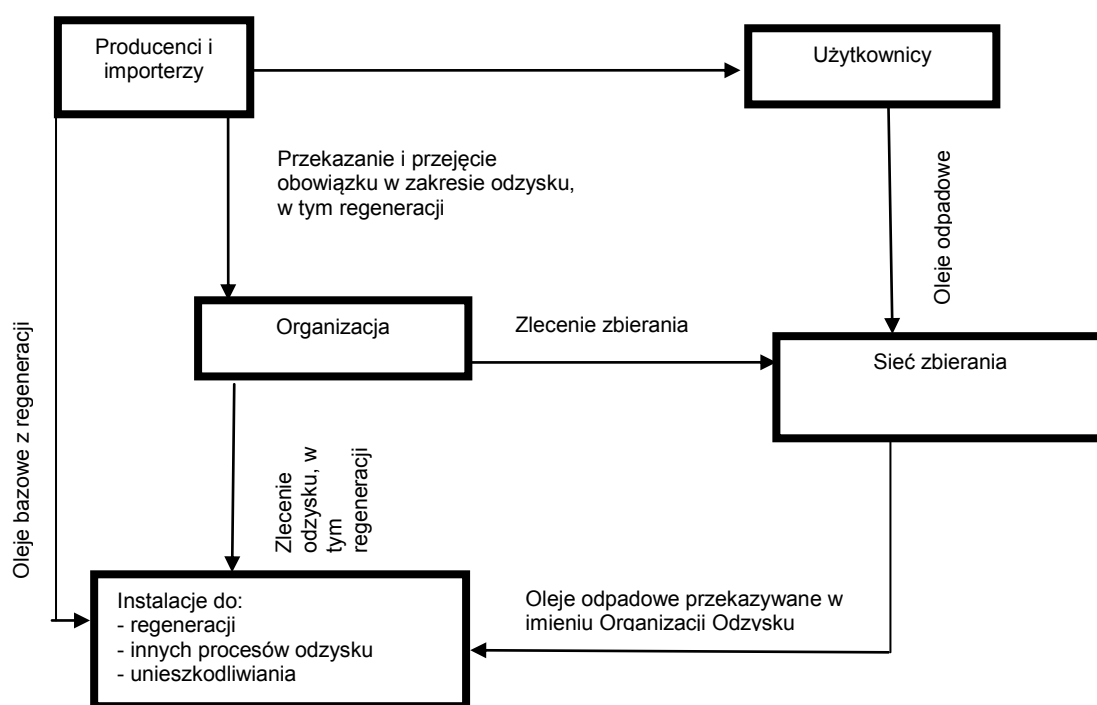 Producenci i
importerzy
Użytkownicy
Przekazanie i przejęcie
obowiązku w zakresie odzysku,
w tym regeneracji
Oleje odpadowe
Organizacja
Zlecenie zbierania
Sieć zbierania
Oleje bazowe z regeneracji
Zlecenie
odzysku, w
tym
regeneracji
Instalacje do:
- regeneracji
- innych procesów odzysku
- unieszkodliwiania
Oleje odpadowe przekazywane w
imieniu Organizacji Odzysku